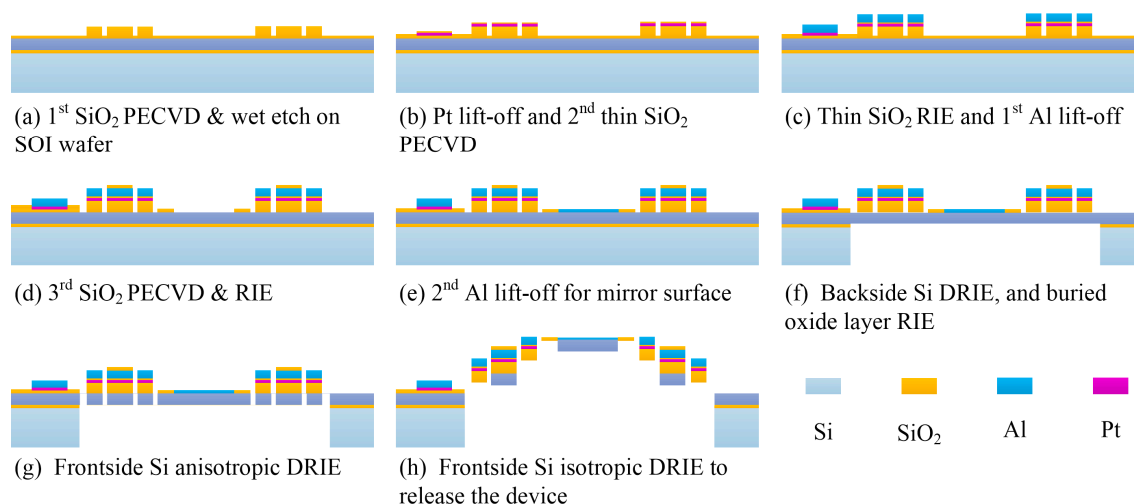 (a) 1st SiO₂ PECVD & wet etch on
SOI wafer
(b) Pt lift-off and 2nd thin SiO₂
PECVD
(c) Thin SiO₂ RIE and 1st Al lift-off
(d) 3rd SiO₂ PECVD & RIE
(e) 2nd Al lift-off for mirror surface
(f) Backside Si DRIE, and buried
oxide layer RIE
(g) Frontside Si anisotropic DRIE
(h) Frontside Si isotropic DRIE to
release the device
Si
SiO₂
Al
Pt